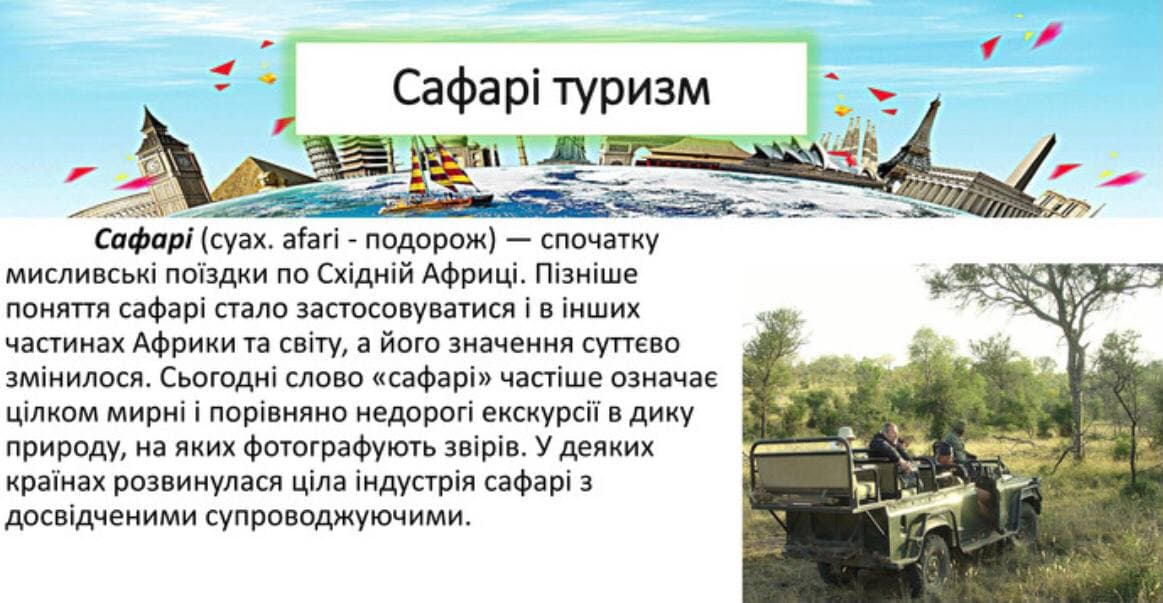 Сафарі туризм
Сафарі (суах. afari - подорож) — спочатку
мисливські поїздки по Східній Африці. Пізніше
поняття сафарі стало застосовуватися і в інших
частинах Африки та світу, а його значення суттєво
змінилося. Сьогодні слово «сафарі» частіше означає
цілком мирні і порівняно недорогі екскурсії в дику
природу, на яких фотографують звірів. У деяких
країнах розвинулася ціла індустрія сафарі з
досвідченими супроводжуючими.